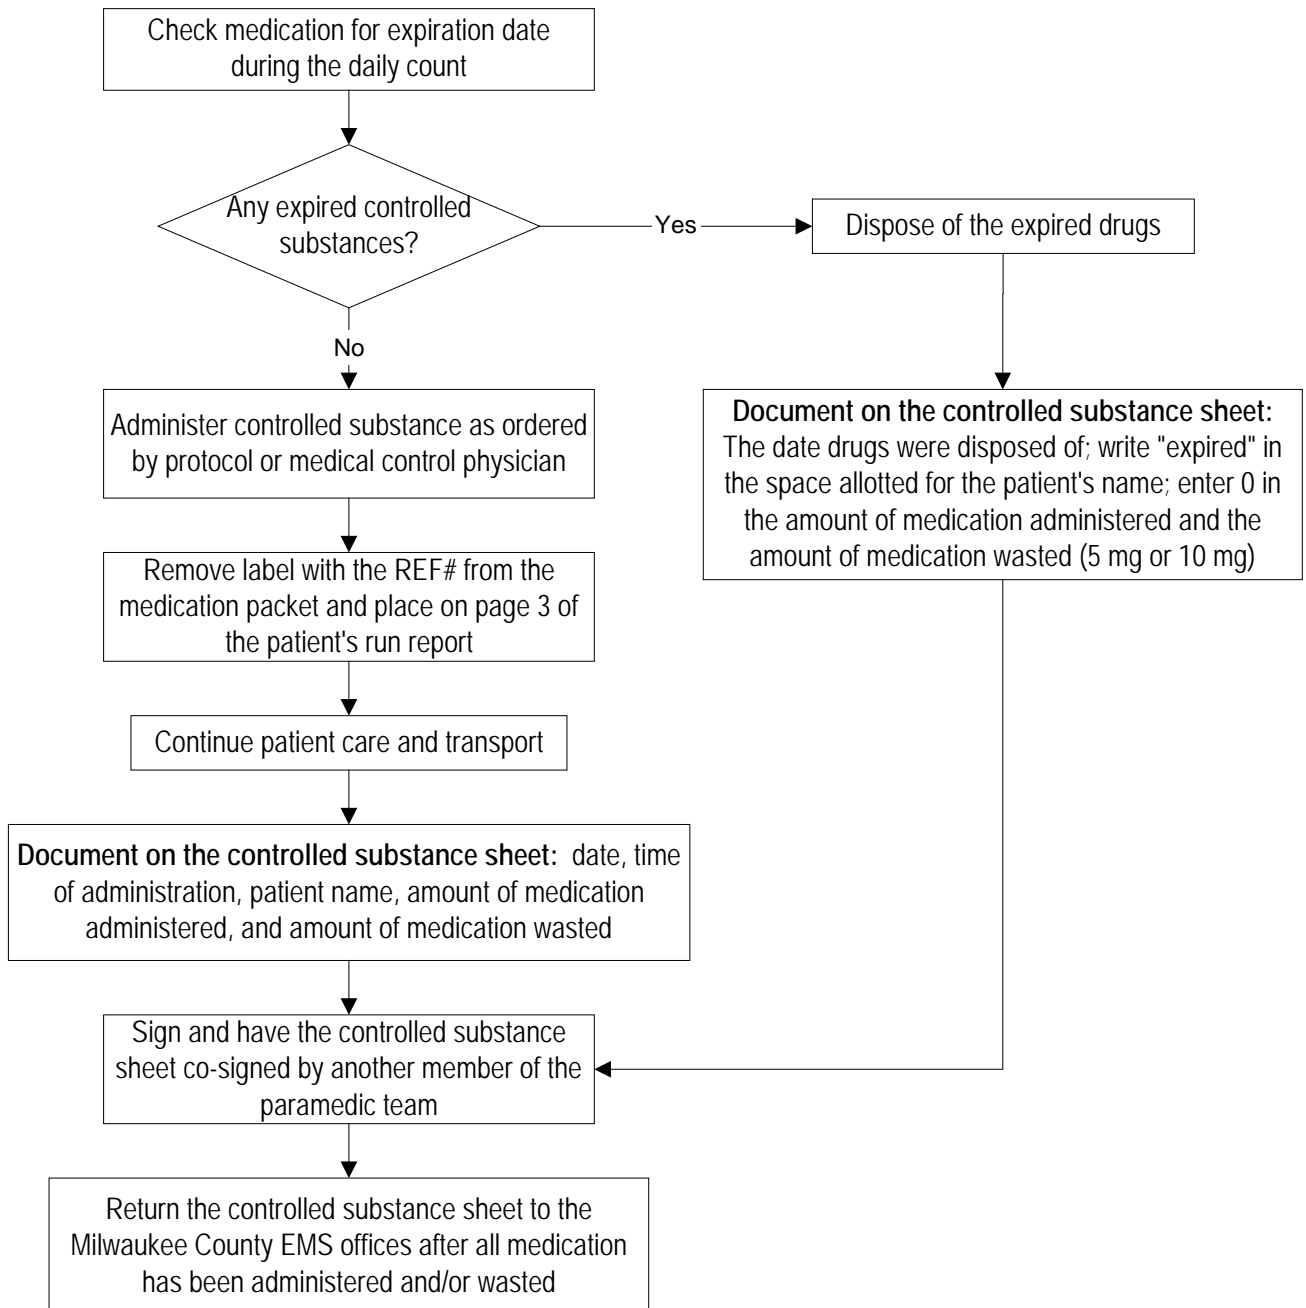 Check medication for expiration date
during the daily count
Any expired controlled
substances?
Yes
Dispose of the expired drugs
No
Administer controlled substance as ordered
by protocol or medical control physician
Document on the controlled substance sheet:
The date drugs were disposed of; write "expired" in
the space allotted for the patient's name; enter 0 in
the amount of medication administered and the
amount of medication wasted (5 mg or 10 mg)
Remove label with the REF# from the
medication packet and place on page 3 of
the patient's run report
Continue patient care and transport
Document on the controlled substance sheet: date, time
of administration, patient name, amount of medication
administered, and amount of medication wasted
Sign and have the controlled substance
sheet co-signed by another member of the
paramedic team
Return the controlled substance sheet to the
Milwaukee County EMS offices after all medication
has been administered and/or wasted